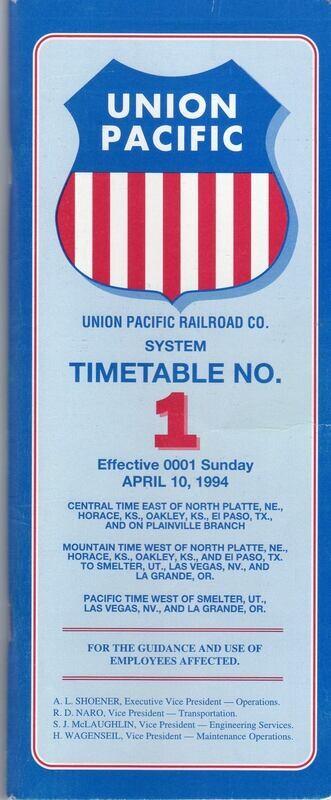 UNION
PACIFIC
UNION PACIFIC RAILROAD CO.
SYSTEM
TIMETABLE NO.
1
Effective 0001 Sunday
APRIL 10, 1994
CENTRAL TIME EAST OF NORTH PLATTE, NE.,
HORACE, KS., OAKLEY, KS., EL PASO, TX.,
AND ON PLAINVILLE BRANCH
MOUNTAIN TIME WEST OF NORTH PLATTE, NE.,
HORACE, KS., OAKLEY, KS., AND EL PASO, TX.
TO SMELTER, UT., LAS VEGAS, NV., AND
LA GRANDE, OR.
PACIFIC TIME WEST OF SMELTER, UT.,
LAS VEGAS, NV., AND LA GRANDE, OR.
FOR THE GUIDANCE AND USE OF
EMPLOYEES AFFECTED.
A. L. SHOENER, Executive Vice President — Operations.
R. D. NARO, Vice President — Transportation.
S. J. McLAUGHLIN, Vice President — Engineering Services.
H. WAGENSEIL, Vice President — Maintenance Operations.